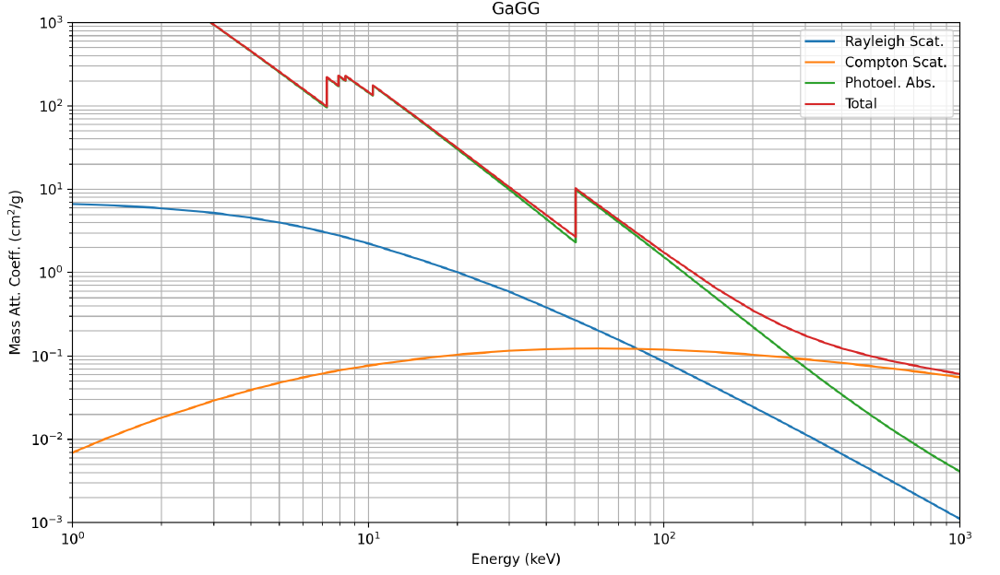 GaGG
Mass Att. Coeff. (cm²/g)
10³
10²
10¹
10⁰
10⁻¹
10⁻²
10⁻³
Rayleigh Scat.
Compton Scat.
Photoel. Abs.
Total
10⁰
10¹
10²
10³
Energy (keV)